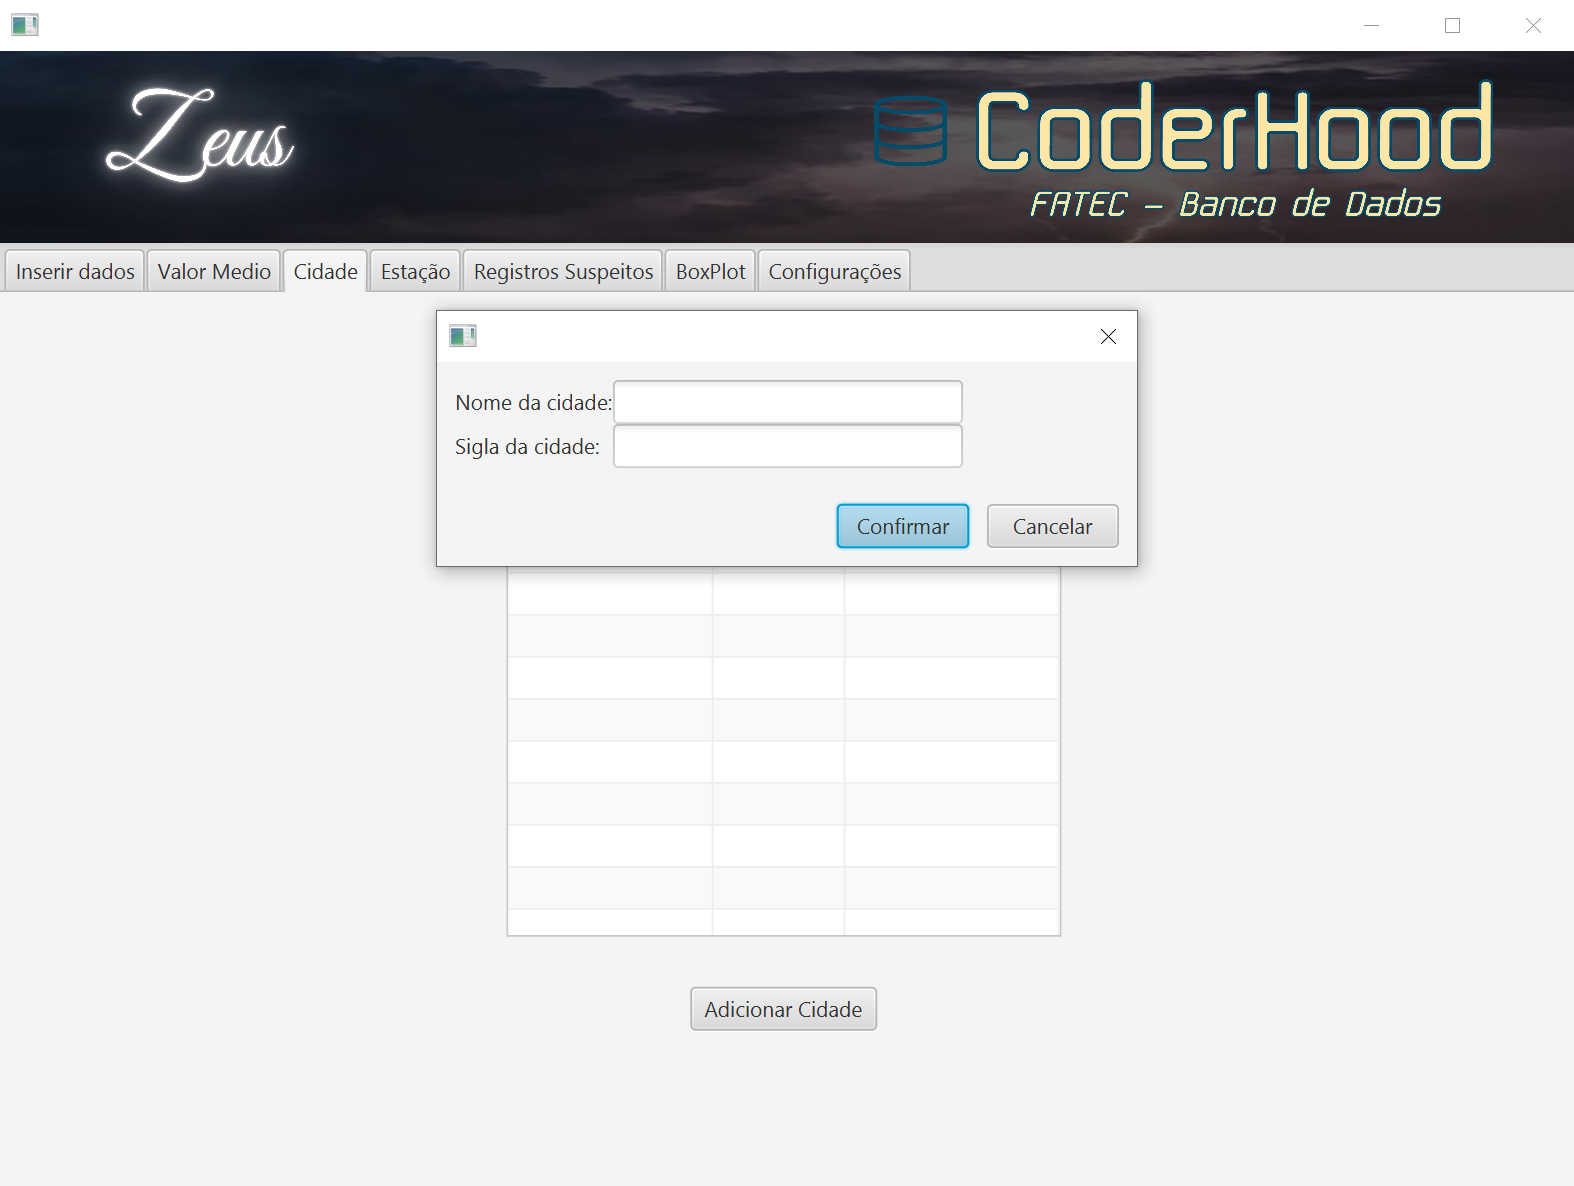 Zeus
CoderHood
FATEC - Banco de Dados
Inserir dados Valor Medio Cidade Estação Registros Suspeitos BoxPlot Configurações
Nome da cidade:
Sigla da cidade:
Confirmar Cancelar
Adicionar Cidade